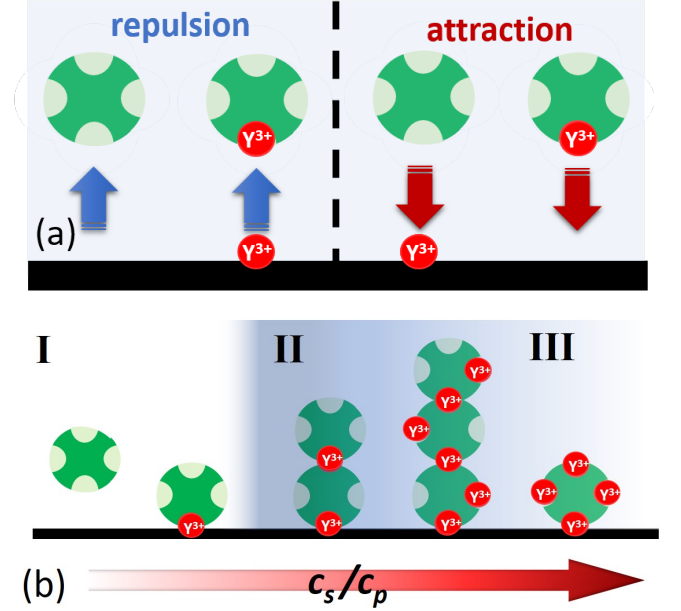 repulsion attraction
Y³⁺ Y³⁺
Y³⁺ Y³⁺
(a)
I II III
Y³⁺
Y³⁺ Y³⁺
Y³⁺ Y³⁺ Y³⁺ Y³⁺ Y³⁺
Y³⁺ Y³⁺
Y³⁺ Y³⁺ Y³⁺ Y³⁺
(b) cₛ/cₚ